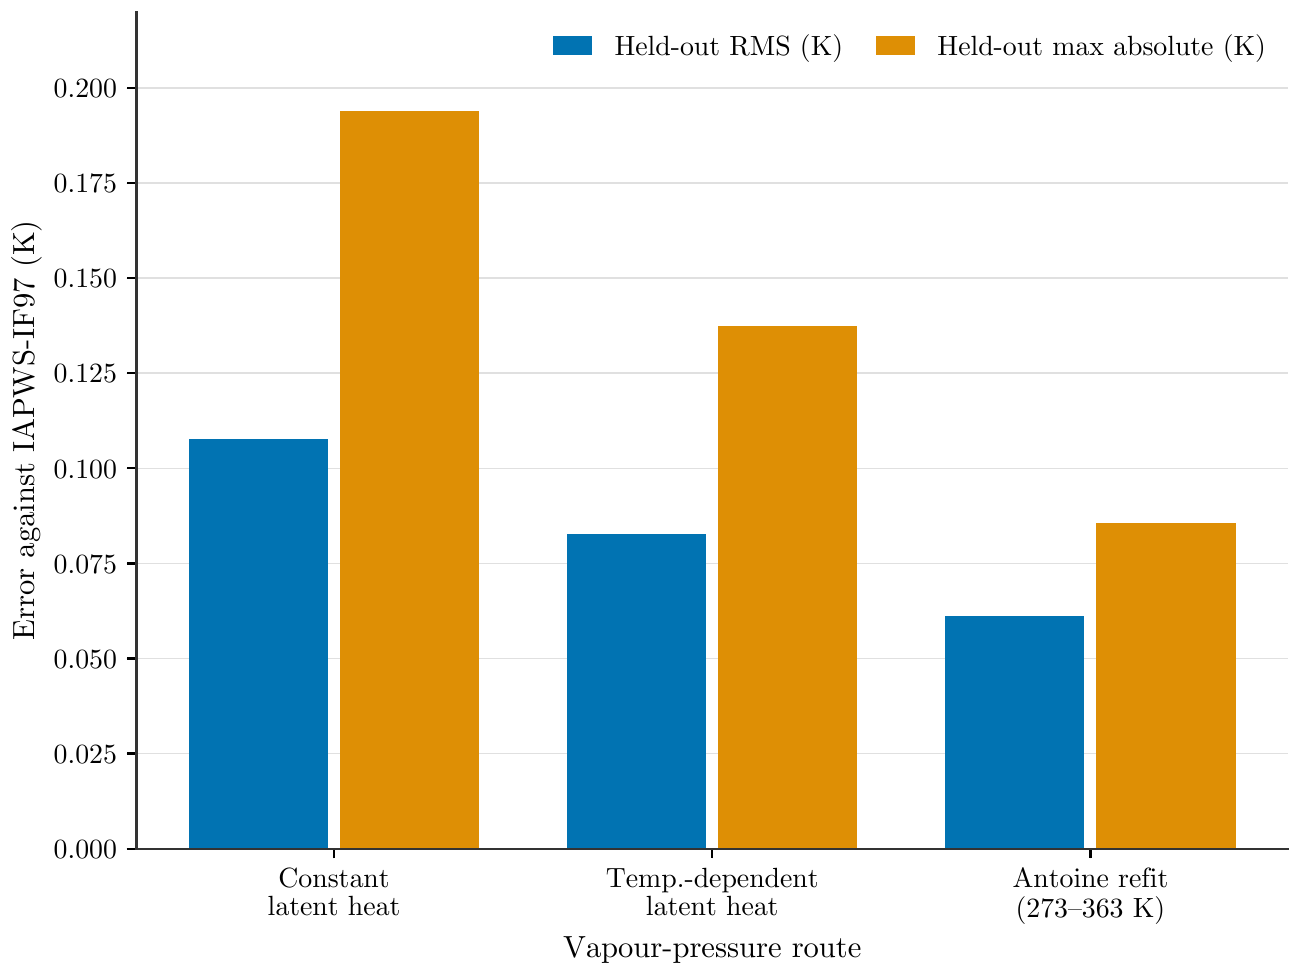 Held-out RMS (K)
Held-out max absolute (K)
Error against IAPWS-IF97 (K)
0.200
0.175
0.150
0.125
0.100
0.075
0.050
0.025
0.000
Constant
latent heat
Temp.-dependent
latent heat
Antoine refit
(273–363 K)
Vapour-pressure route